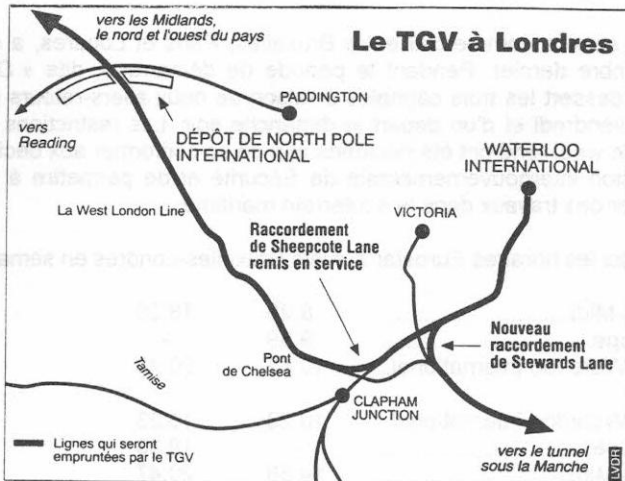 vers les Midlands,
le nord et l'ouest du pays
Le TGV à Londres
PADDINGTON
vers
Reading
DÉPÔT DE NORTH POLE
INTERNATIONAL
WATERLOO
INTERNATIONAL
La West London Line
VICTORIA
Raccordement
de Sheepcote Lane
remis en service
Nouveau
raccordement
de Stewards Lane
Pont
de Chelsea
Tamise
CLAPHAM
JUNCTION
Lignes qui seront
empruntées par le TGV
vers le tunnel
sous la Manche
LVDR